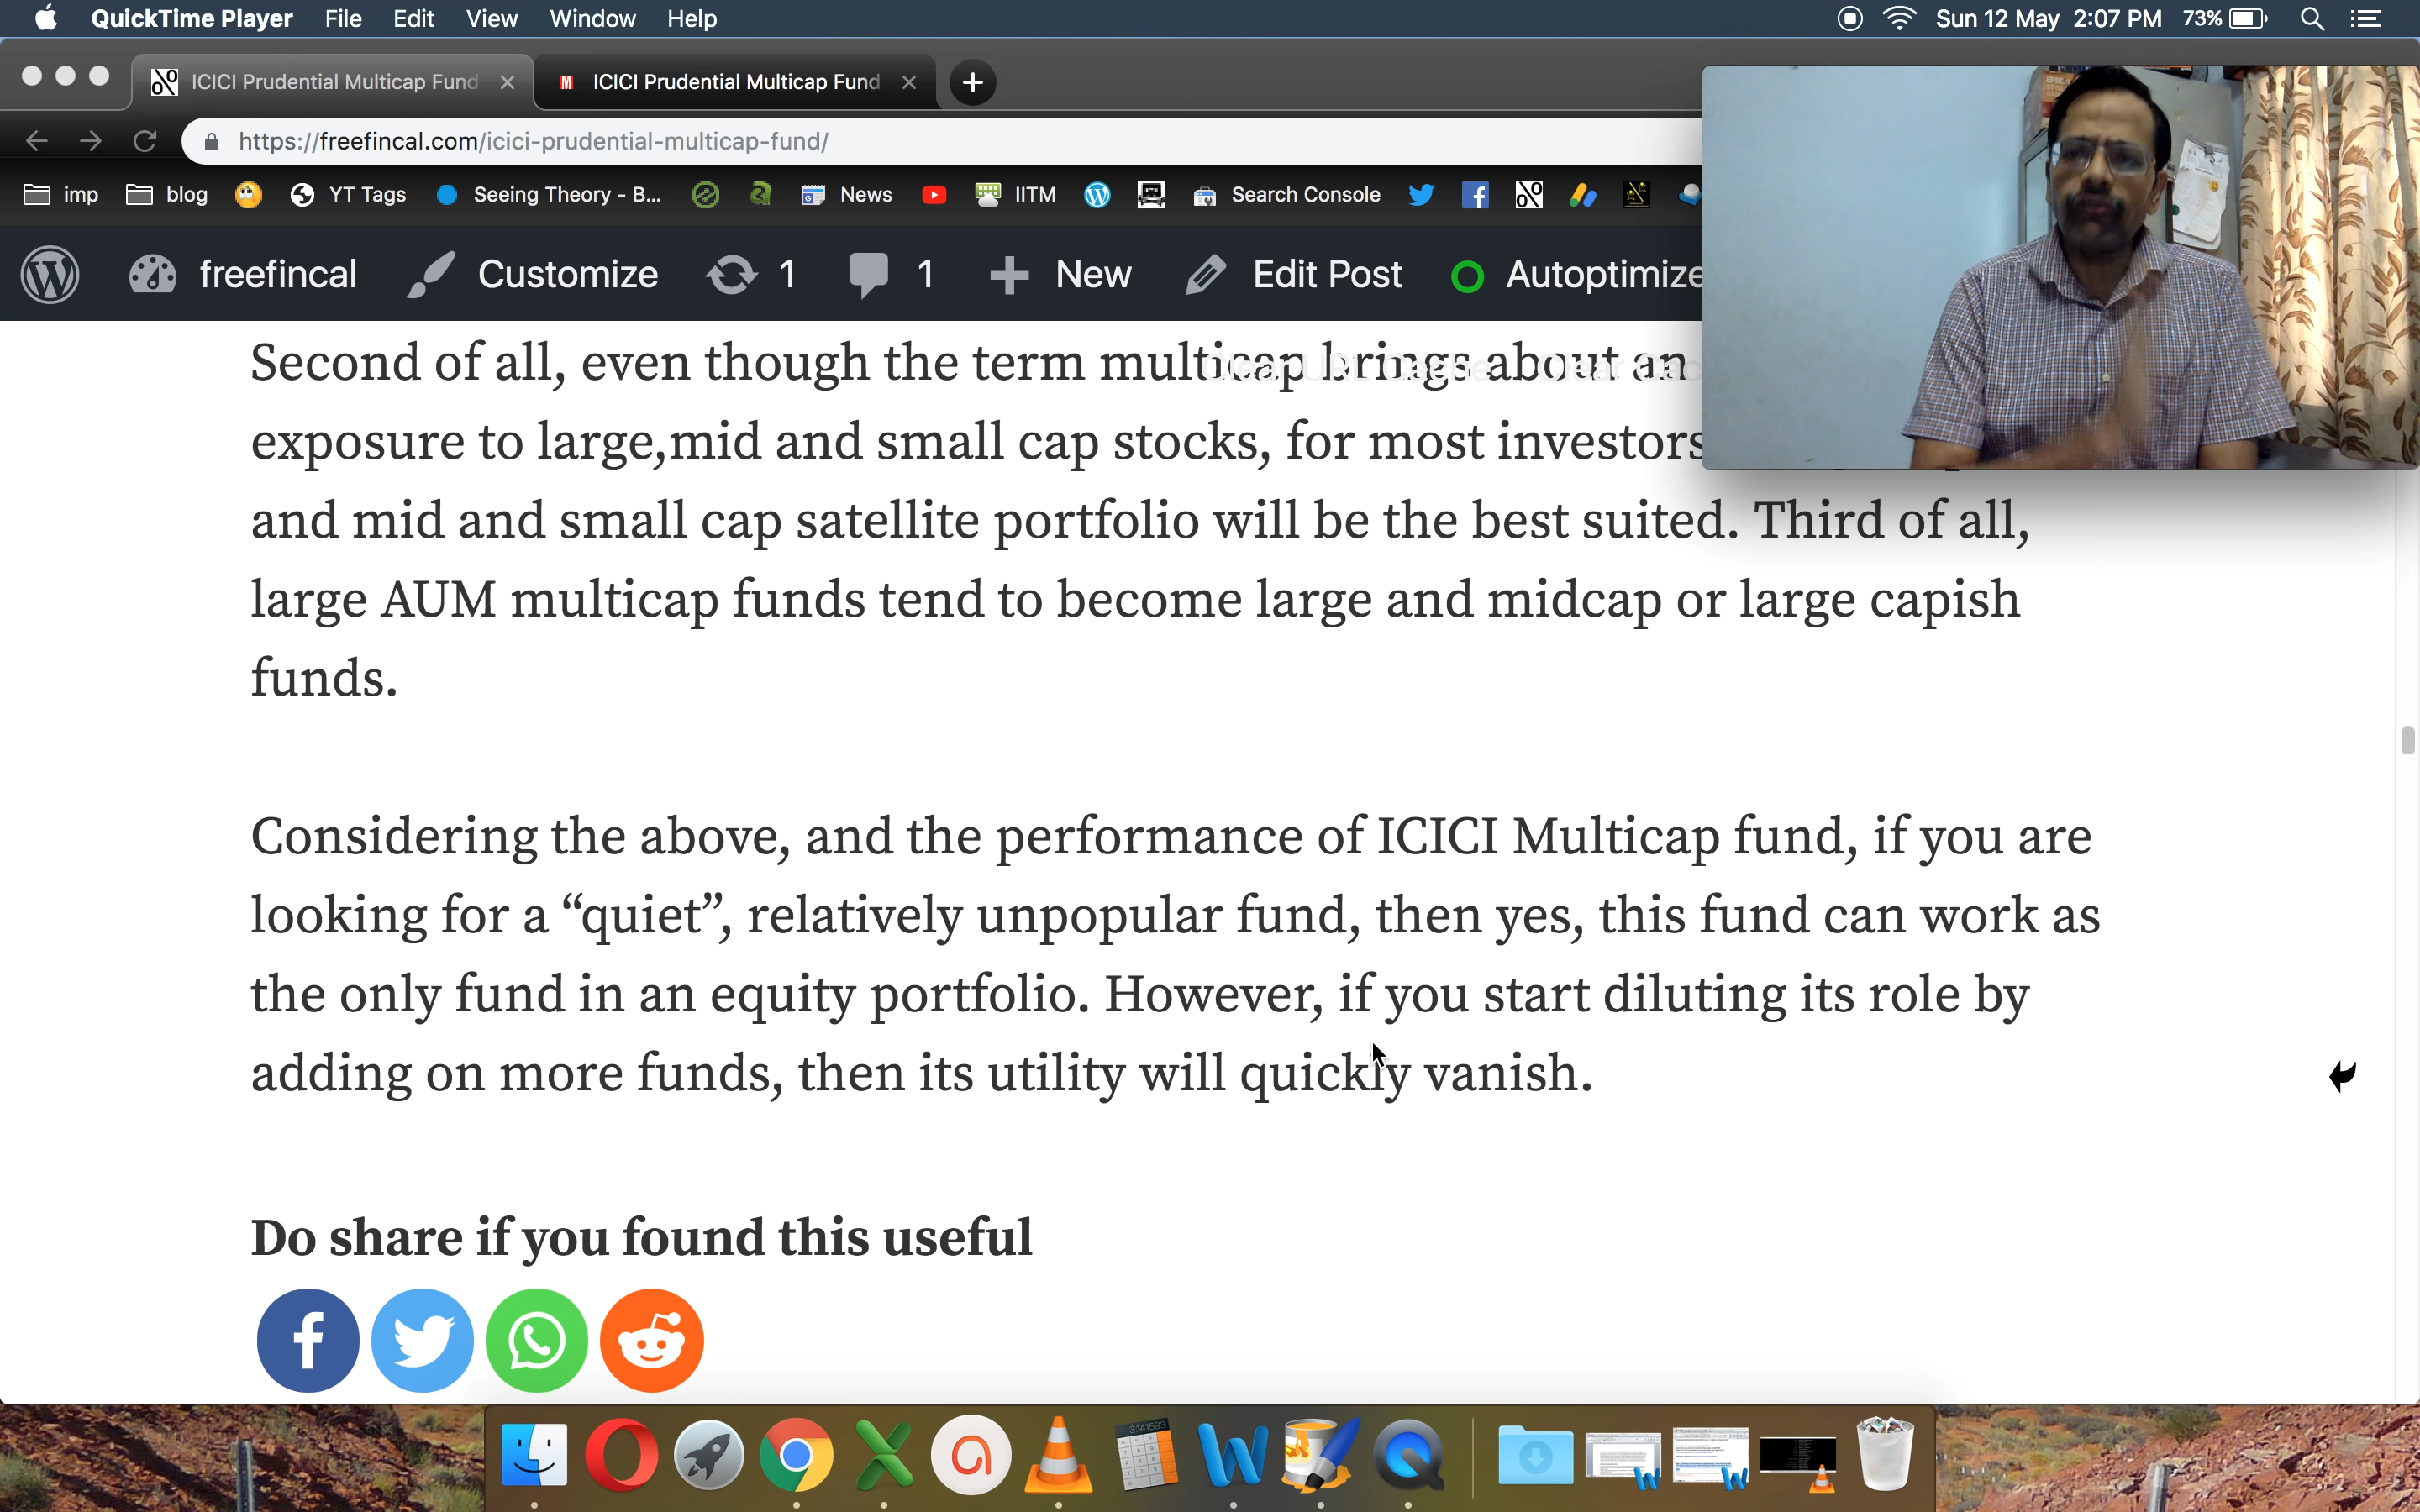 QuickTime Player File Edit View Window Help Sun 12 May 2:07 PM 73%
ICICI Prudential Multicap Fund ICICI Prudential Multicap Fund
https://freefincal.com/icici-prudential-multicap-fund/
imp blog YT Tags Seeing Theory - B... News IITM Search Console
freefincal Customize 1 1 New Edit Post Autoptimize
Second of all, even though the term multicap brings about an
exposure to large,mid and small cap stocks, for most investors
and mid and small cap satellite portfolio will be the best suited. Third of all,
large AUM multicap funds tend to become large and midcap or large capish
funds.
Considering the above, and the performance of ICICI Multicap fund, if you are
looking for a “quiet”, relatively unpopular fund, then yes, this fund can work as
the only fund in an equity portfolio. However, if you start diluting its role by
adding on more funds, then its utility will quickly vanish.
Do share if you found this useful
3.141593